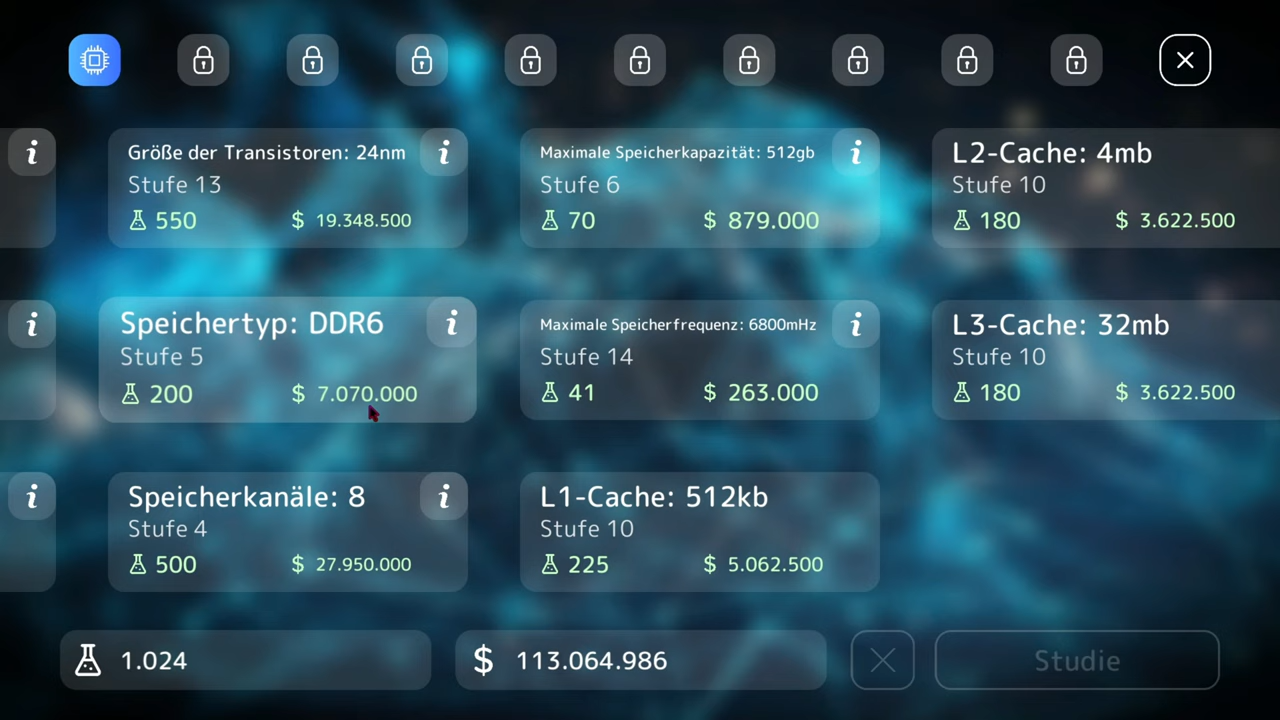 Größe der Transistoren: 24nm
i
Stufe 13
550
$ 19.348.500
Maximale Speicherkapazität: 512gb
i
Stufe 6
70
$ 879.000
L2-Cache: 4mb
Stufe 10
180
$ 3.622.500
i
Speichertyp: DDR6
i
Stufe 5
200
$ 7.070.000
Maximale Speicherfrequenz: 6800mHz
i
Stufe 14
41
$ 263.000
L3-Cache: 32mb
Stufe 10
180
$ 3.622.500
i
Speicherkanäle: 8
i
Stufe 4
500
$ 27.950.000
L1-Cache: 512kb
Stufe 10
225
$ 5.062.500
i
1.024
$ 113.064.986
Studie